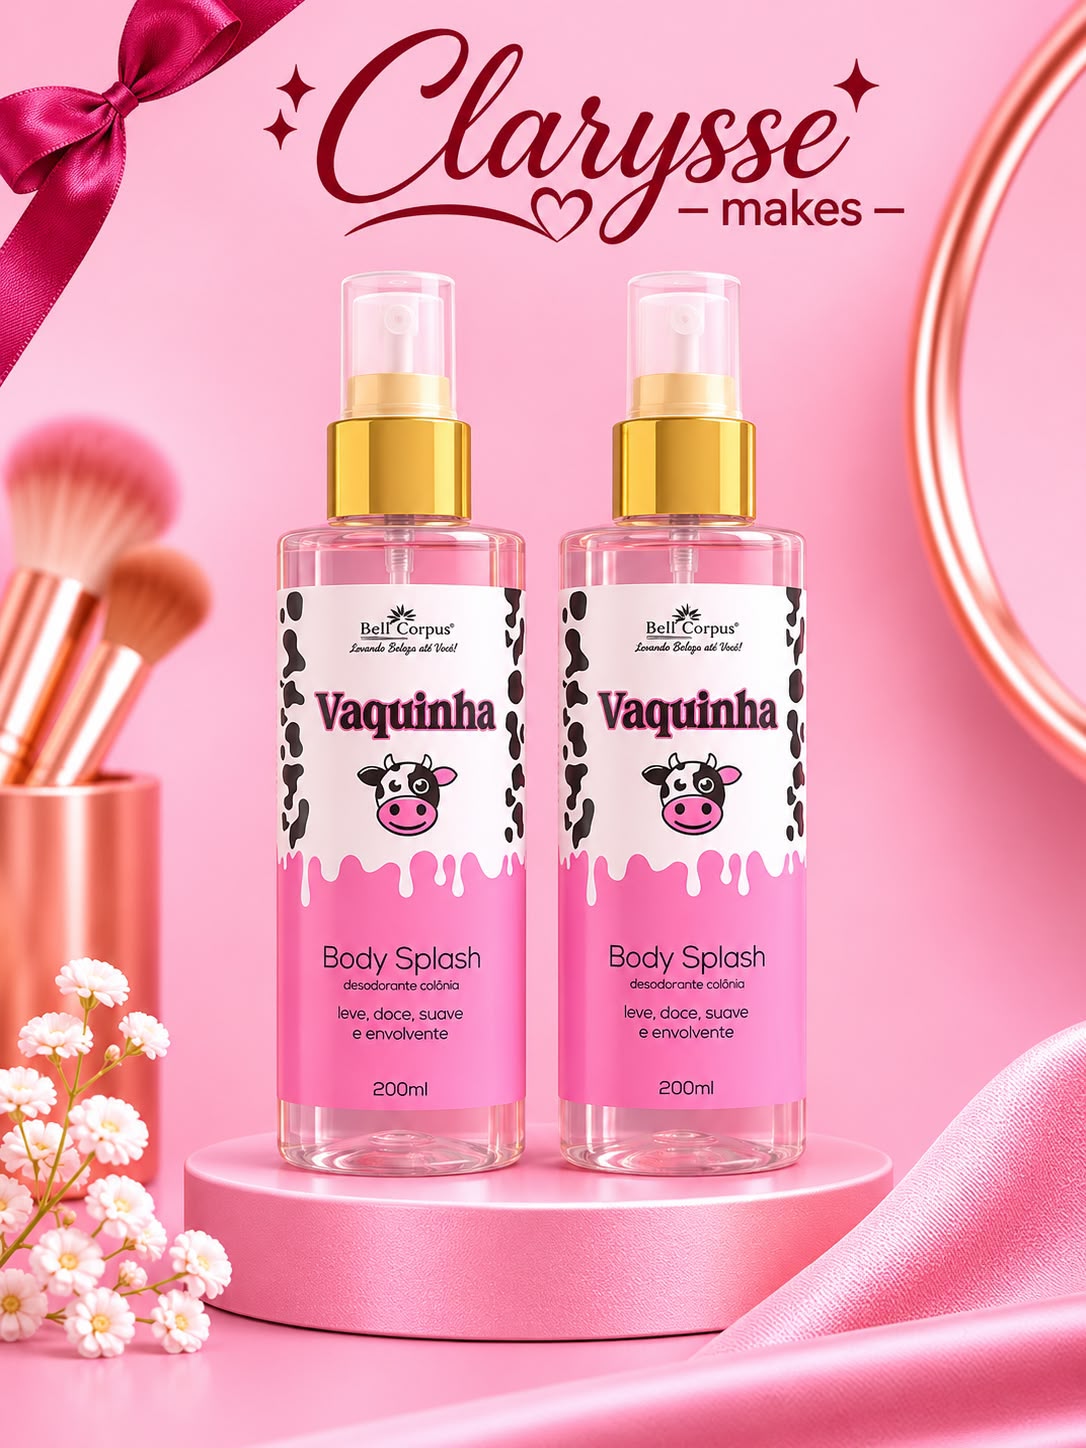 Clarysse
makes
Bell Corpus®
Levando Beleza até Você!
Vaquinha
Body Splash
desodorante colônia
leve, doce, suave
e envolvente
200ml
Bell Corpus®
Levando Beleza até Você!
Vaquinha
Body Splash
desodorante colônia
leve, doce, suave
e envolvente
200ml